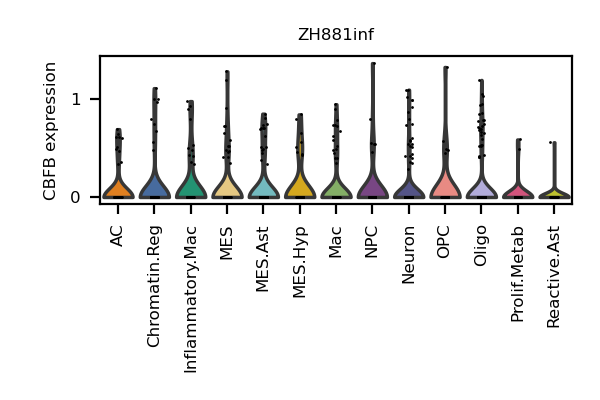 ZH881inf
CBFB expression
1
0
AC
Chromatin.Reg
Inflammatory.Mac
MES
MES.Ast
MES.Hyp
Mac
NPC
Neuron
OPC
Oligo
Prolif.Metab
Reactive.Ast